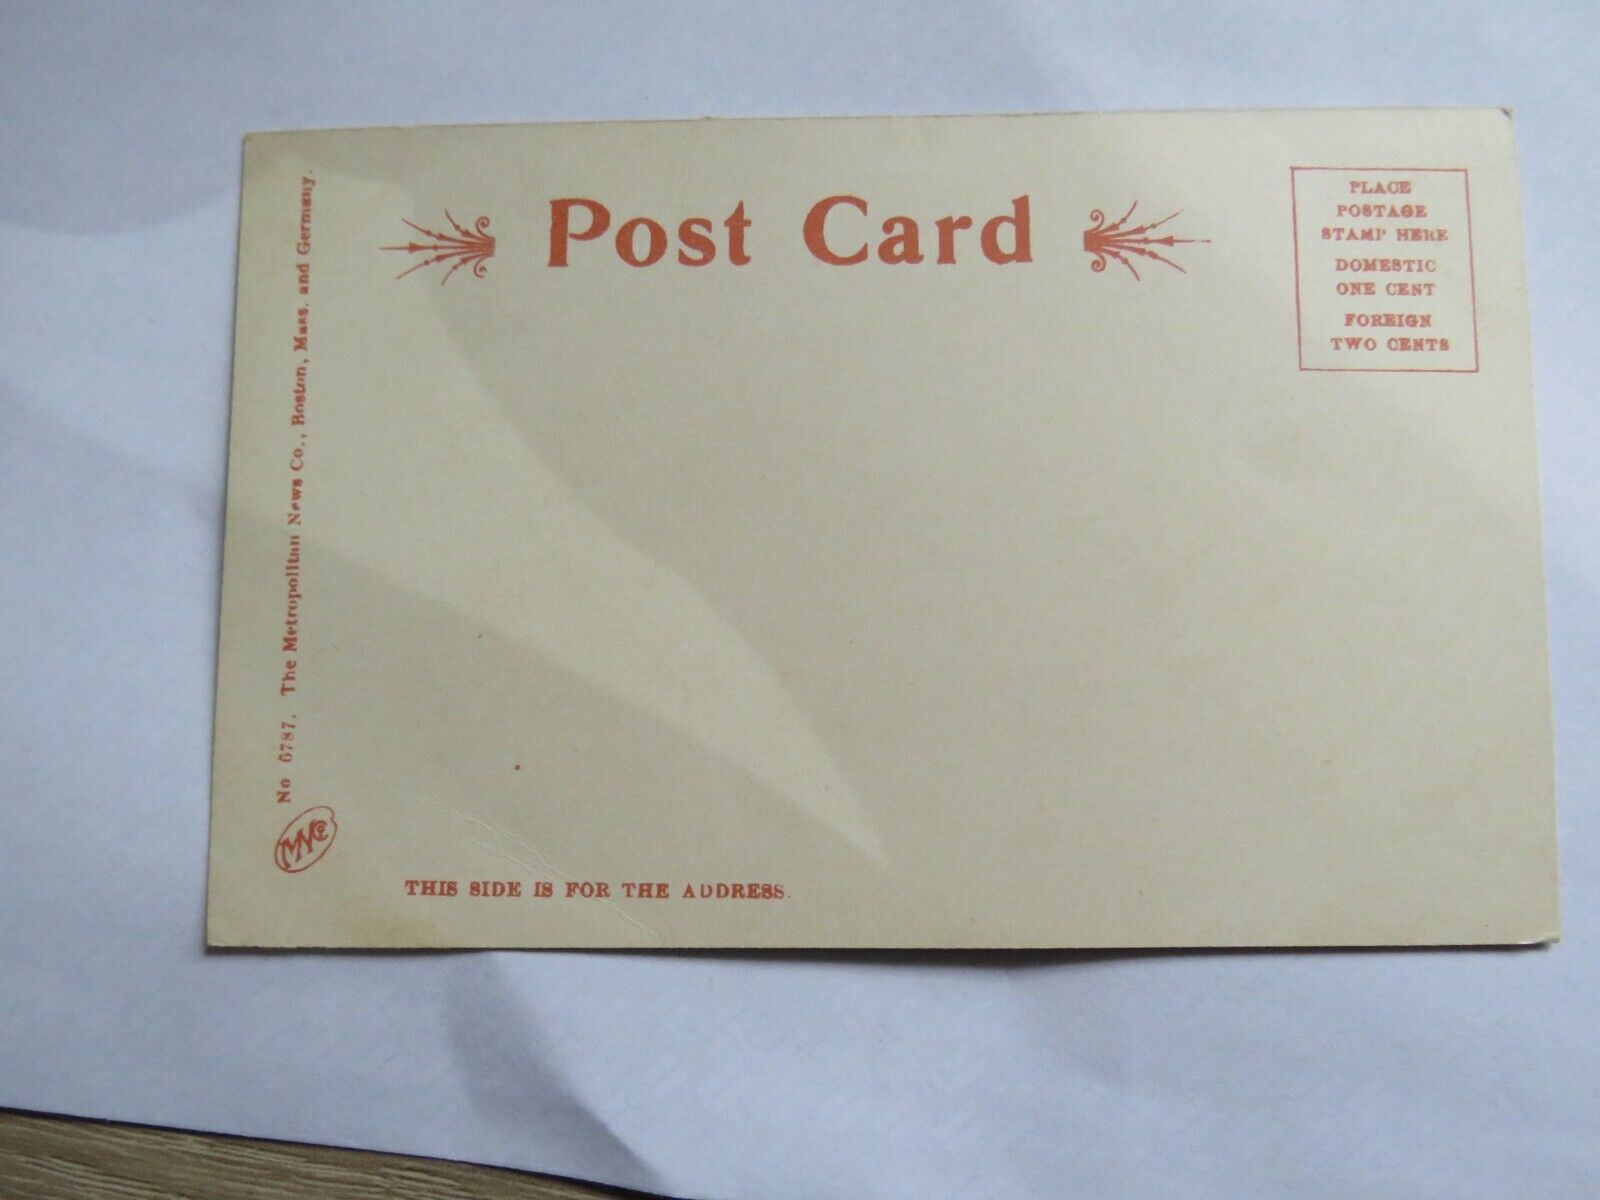 Post Card
PLACE
POSTAGE
STAMP HERE
DOMESTIC
ONE CENT
FOREIGN
TWO CENTS
No 6787. The Metropolitan News Co., Boston, Mass. and Germany.
MNCo
THIS SIDE IS FOR THE ADDRESS.